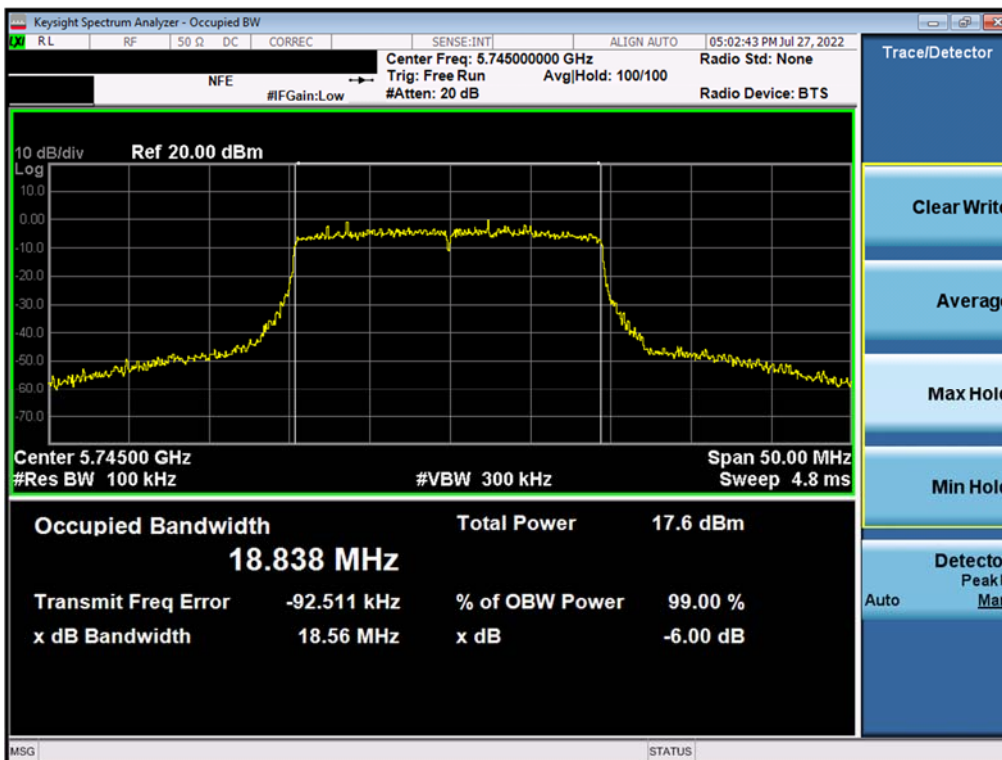 Keysight Spectrum Analyzer - Occupied BW
LXI RL RF 50 Ω DC CORREC SENSE:INT ALIGN AUTO 05:02:43 PM Jul 27, 2022
NFE
#IFGain:Low
Center Freq: 5.745000000 GHz
Trig: Free Run Avg|Hold: 100/100
#Atten: 20 dB
Radio Std: None
Radio Device: BTS
10 dB/div Ref 20.00 dBm
Log
10.0
0.00
-10.0
-20.0
-30.0
-40.0
-50.0
-60.0
-70.0
Center 5.74500 GHz Span 50.00 MHz
#Res BW 100 kHz #VBW 300 kHz Sweep 4.8 ms
Occupied Bandwidth Total Power 17.6 dBm
18.838 MHz
Transmit Freq Error -92.511 kHz % of OBW Power 99.00 %
x dB Bandwidth 18.56 MHz x dB -6.00 dB
MSG STATUS
Trace/Detector
Clear Write
Average
Max Hold
Min Hold
Detector
Peak
Auto Man